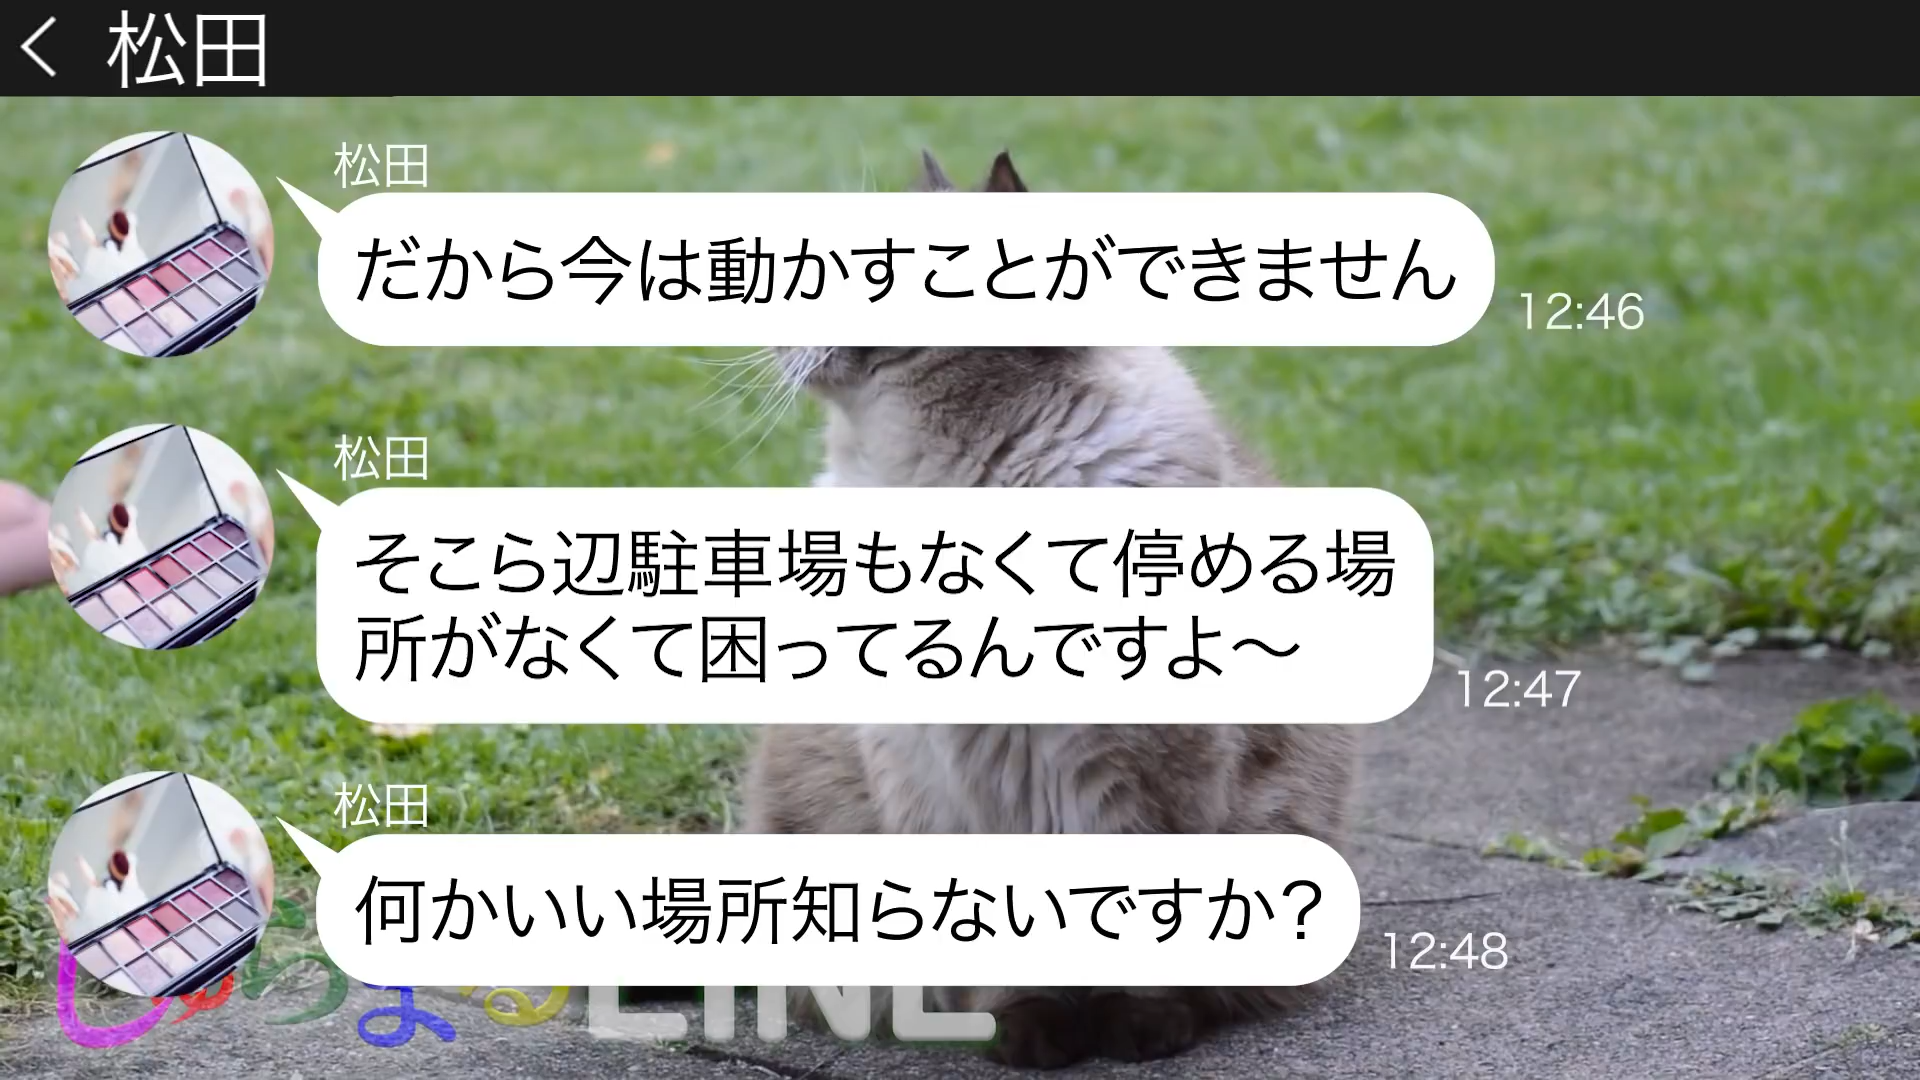 松田
松田
だから今は動かすことができません
12:46
松田
そこら辺駐車場もなくて停める場
所がなくて困ってるんですよ〜
12:47
松田
何かいい場所知らないですか?
12:48
LINE